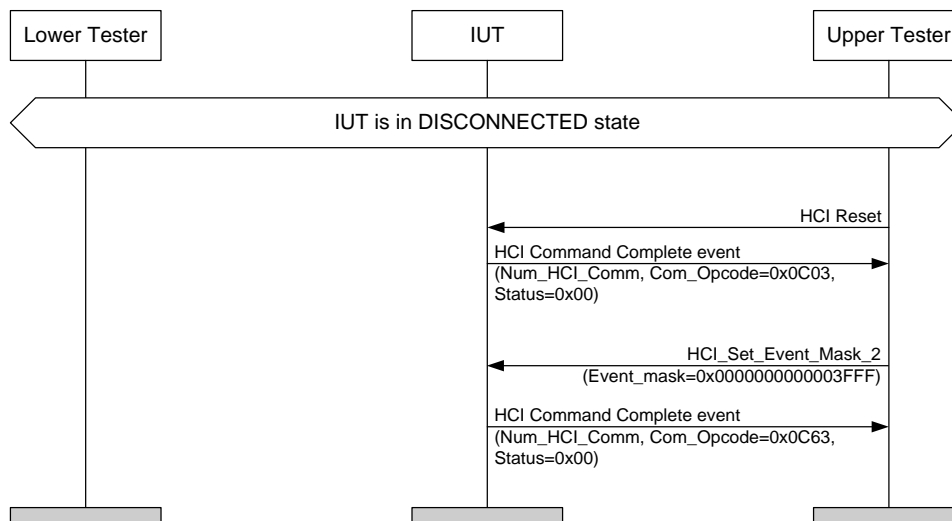 Lower Tester
IUT
Upper Tester
IUT is in DISCONNECTED state
HCI Reset
HCI Command Complete event
(Num_HCI_Comm, Com_Opcode=0x0C03,
Status=0x00)
HCI_Set_Event_Mask_2
(Event_mask=0x0000000000003FFF)
HCI Command Complete event
(Num_HCI_Comm, Com_Opcode=0x0C63,
Status=0x00)